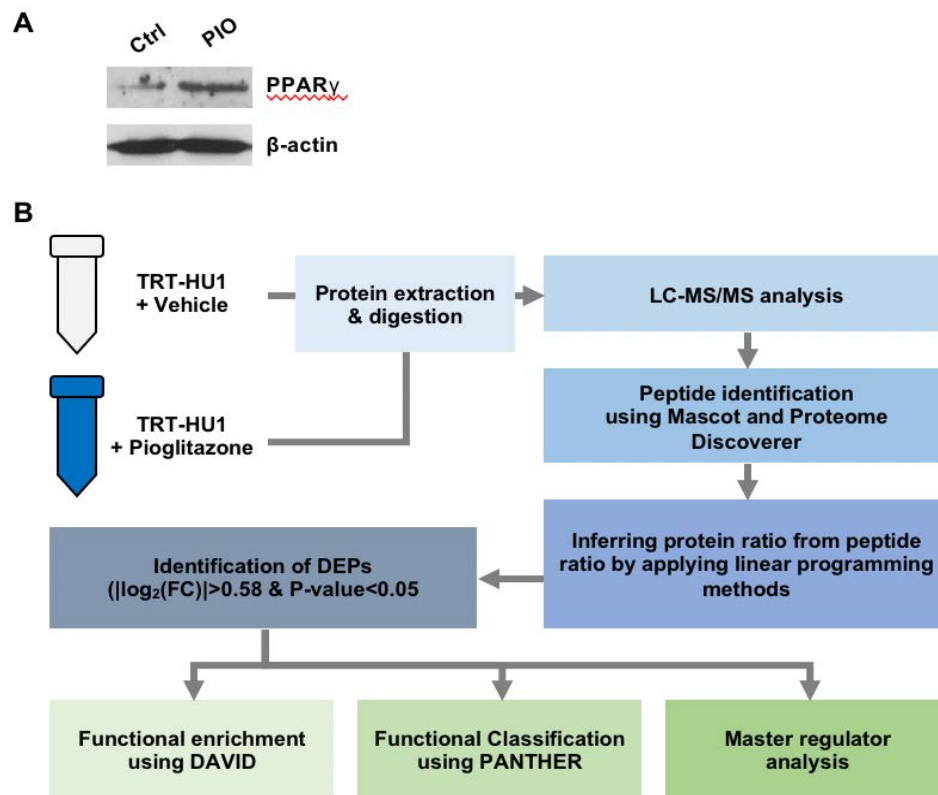 A
Ctrl PIO
PPARγ
β-actin
B
TRT-HU1
+ Vehicle
Protein extraction
& digestion
LC-MS/MS analysis
TRT-HU1
+ Pioglitazone
Peptide identification
using Mascot and Proteome
Discoverer
Inferring protein ratio from peptide
ratio by applying linear programming
methods
Identification of DEPs
(|log₂(FC)|>0.58 & P-value<0.05
Functional enrichment
using DAVID
Functional Classification
using PANTHER
Master regulator
analysis